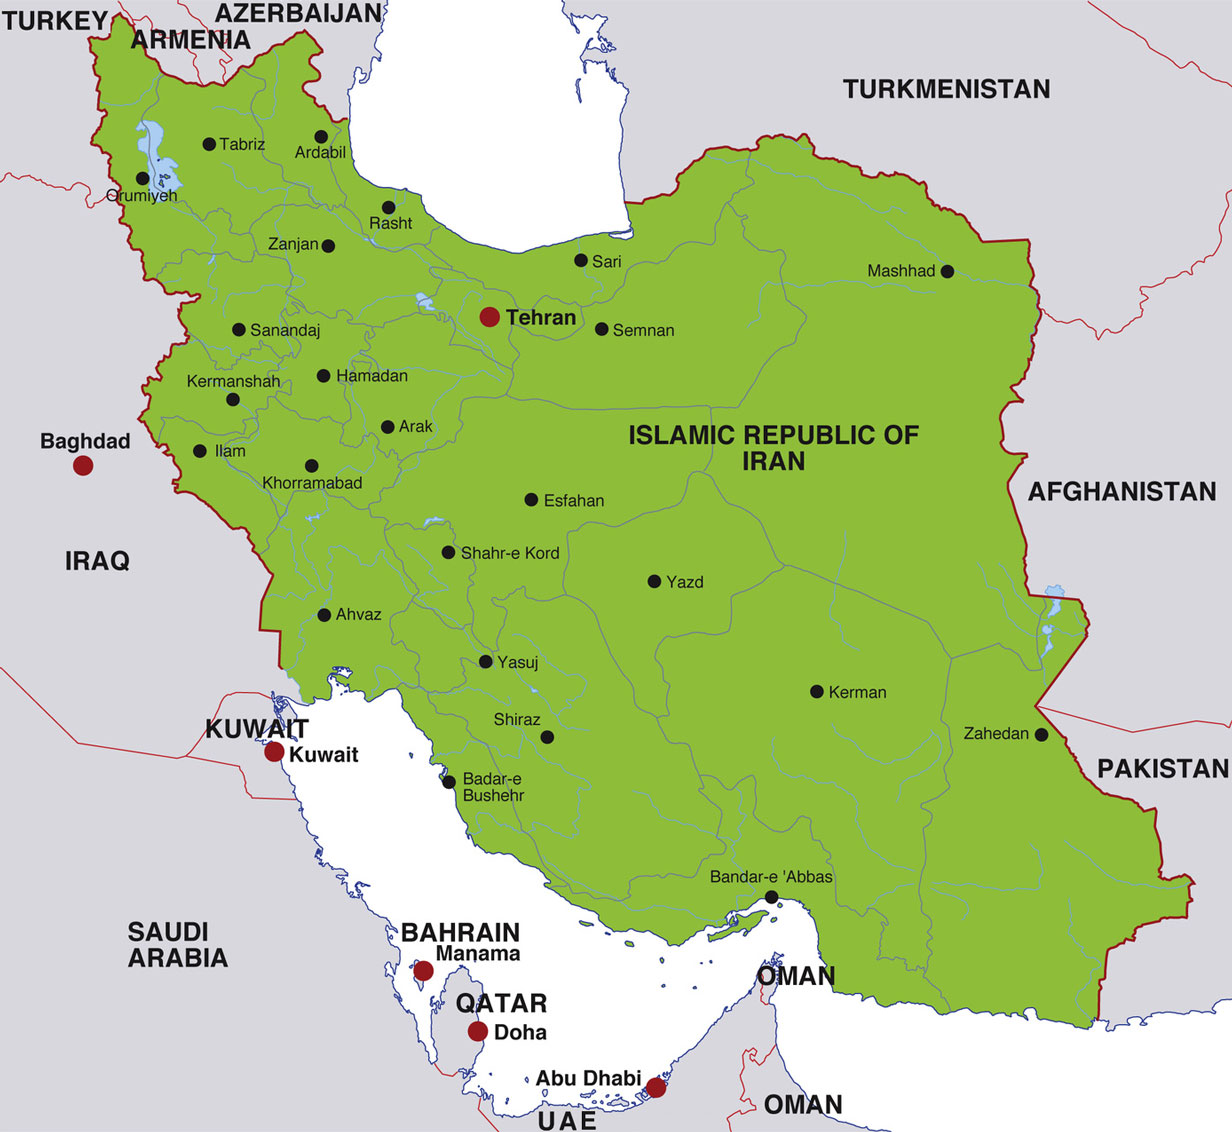 TURKEY
AZERBAIJAN
ARMENIA
TURKMENISTAN
Tabriz
Ardabil
Orumiyeh
Rasht
Zanjan
Sari
Mashhad
Tehran
Sanandaj
Semnan
Kermanshah
Hamadan
Arak
ISLAMIC REPUBLIC OF
IRAN
Baghdad
Ilam
Khorramabad
Esfahan
AFGHANISTAN
IRAQ
Shahr-e Kord
Yazd
Ahvaz
Yasuj
Kerman
Shiraz
Zahedan
KUWAIT
Kuwait
Badar-e
Bushehr
PAKISTAN
Bandar-e 'Abbas
SAUDI
ARABIA
BAHRAIN
Manama
OMAN
QATAR
Doha
Abu Dhabi
UAE
OMAN